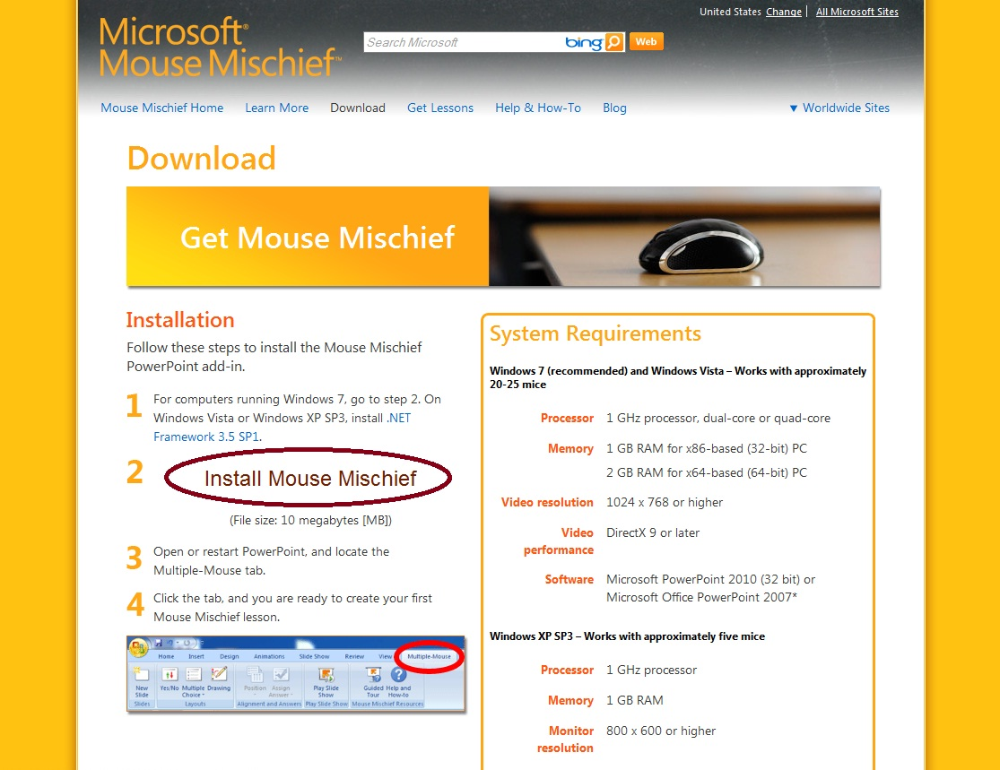 United States Change | All Microsoft Sites
Microsoft®
Mouse Mischief™
Search Microsoft bing Web
Mouse Mischief Home Learn More Download Get Lessons Help & How-To Blog ▼ Worldwide Sites
Download
Get Mouse Mischief
Installation
Follow these steps to install the Mouse Mischief
PowerPoint add-in.
1 For computers running Windows 7, go to step 2. On
Windows Vista or Windows XP SP3, install .NET
Framework 3.5 SP1.
2 Install Mouse Mischief
(File size: 10 megabytes [MB])
3 Open or restart PowerPoint, and locate the
Multiple-Mouse tab.
4 Click the tab, and you are ready to create your first
Mouse Mischief lesson.
Home Insert Design Animations Slide Show Review View Multiple-Mouse
New Yes/No Multiple Drawing Position Assign Play Slide Guided Help and
Slide Choice Answer Show Tour How-to
Slides Layouts Alignment and Answers Play Slide Show Mouse Mischief Resources
System Requirements
Windows 7 (recommended) and Windows Vista – Works with approximately
20-25 mice
Processor 1 GHz processor, dual-core or quad-core
Memory 1 GB RAM for x86-based (32-bit) PC
2 GB RAM for x64-based (64-bit) PC
Video resolution 1024 x 768 or higher
Video DirectX 9 or later
performance
Software Microsoft PowerPoint 2010 (32 bit) or
Microsoft Office PowerPoint 2007*
Windows XP SP3 – Works with approximately five mice
Processor 1 GHz processor
Memory 1 GB RAM
Monitor 800 x 600 or higher
resolution